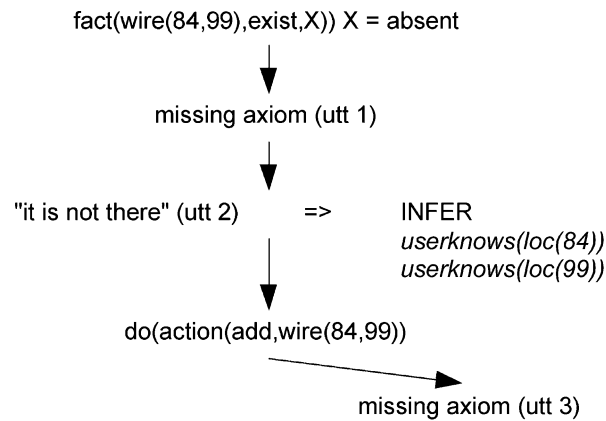 fact(wire(84,99),exist,X)) X = absent
missing axiom (utt 1)
"it is not there" (utt 2) => INFER
userknows(loc(84))
userknows(loc(99))
do(action(add,wire(84,99))
missing axiom (utt 3)